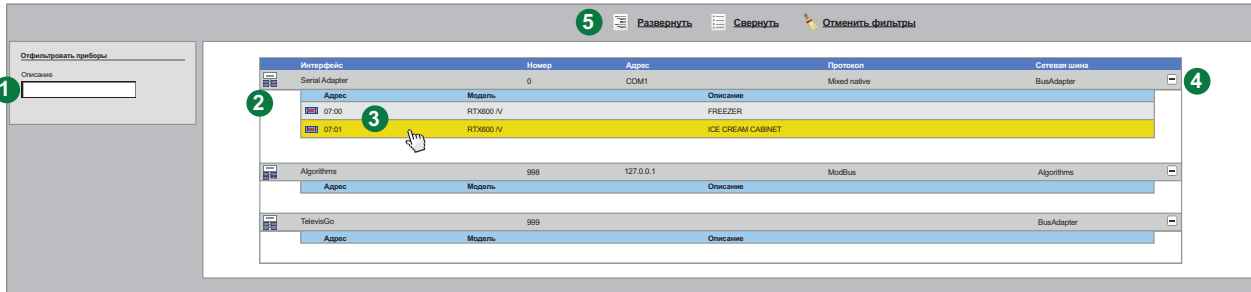 5 Развернуть Свернуть Отменить фильтры
Отфильтровать приборы
Описание
1
Интерфейс Номер Адрес Протокол Сетевая шина
Serial Adapter 0 COM1 Mixed native BusAdapter 4
2 Адрес Модель Описание
07:00 3 RTX600 /V FREEZER
07:01 RTX600 /V ICE CREAM CABINET
Algorithms 998 127.0.0.1 ModBus Algorithms
Адрес Модель Описание
TelevisGo 999 BusAdapter
Адрес Модель Описание